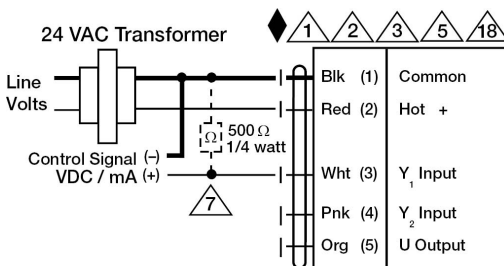 24 VAC Transformer
1 2 3 5 18
Line
Volts
Blk (1) Common
Red (2) Hot +
Ω 500 Ω
1/4 watt
Control Signal (-)
VDC / mA (+)
Wht (3) Y1 Input
7
Pnk (4) Y2 Input
Org (5) U Output